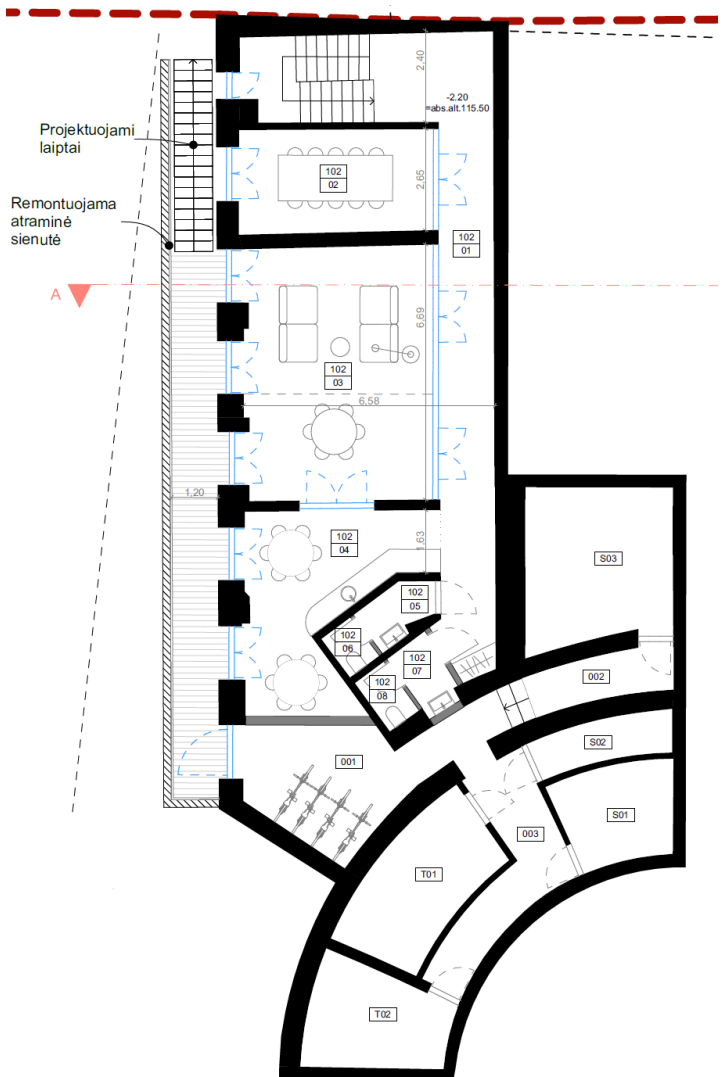 2,40
-2.20
=abs.alt.115.50
Projektuojami
laiptai
102
02
2,65
Remontuojama
atraminė
sienutė
102
01
A
6,69
102
03
6,58
1,20
102
04
1,63
S03
102
05
102
06
102
07
102
08
002
S02
001
S01
003
T01
T02